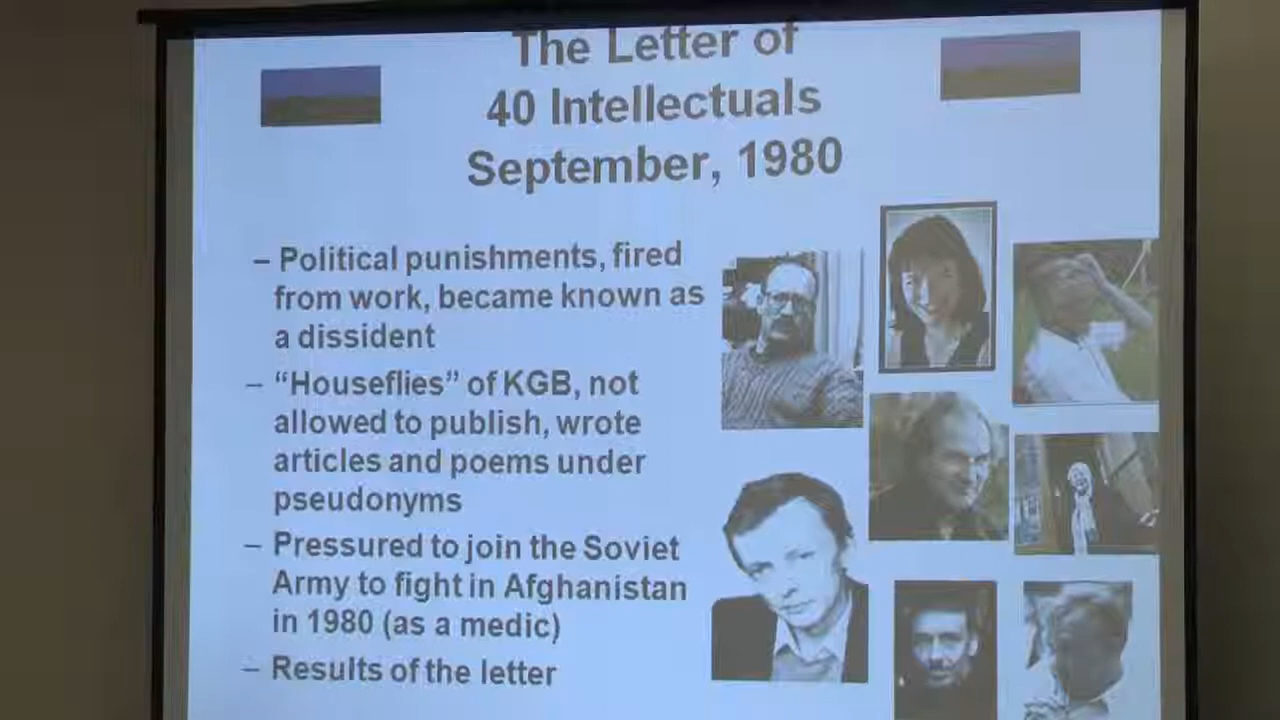 The Letter of
40 Intellectuals
September, 1980
– Political punishments, fired
from work, became known as
a dissident
– “Houseflies” of KGB, not
allowed to publish, wrote
articles and poems under
pseudonyms
– Pressured to join the Soviet
Army to fight in Afghanistan
in 1980 (as a medic)
– Results of the letter